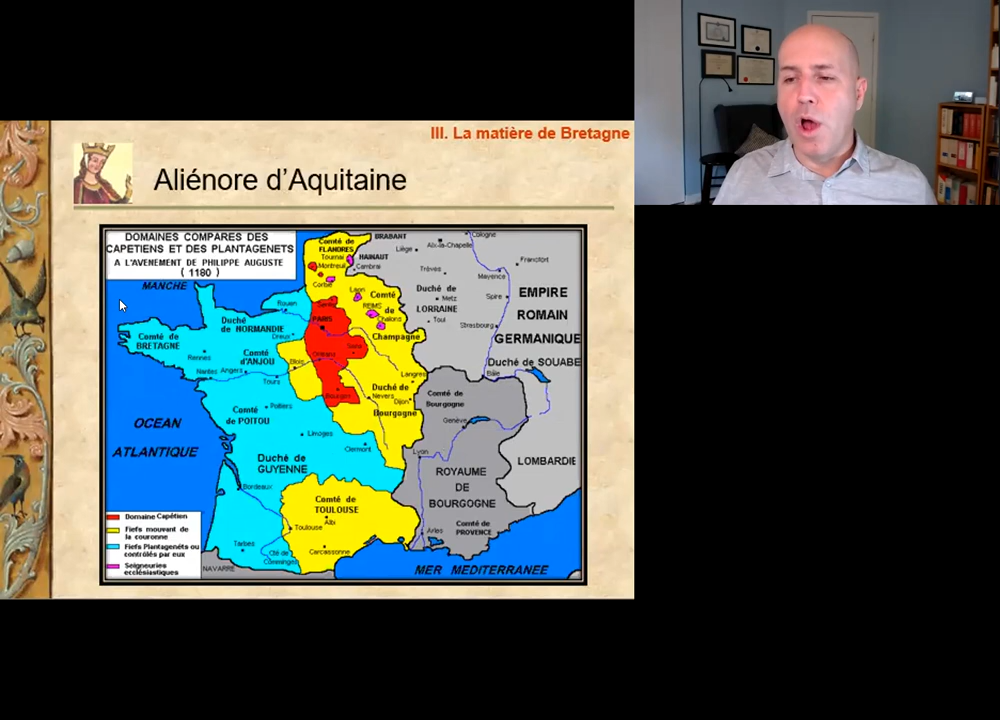 III. La matière de Bretagne
Aliénore d'Aquitaine
DOMAINES COMPARES DES
CAPETIENS ET DES PLANTAGENETS
A L'AVENEMENT DE PHILIPPE AUGUSTE
( 1180 )
MANCHE
Comté de
FLANDRES
BRABANT
Cologne
Tournai
HAINAUT
Liège
Aix-la-Chapelle
Montreuil
Cambrai
Corbie
Trèves
Francfort
Mayence
Laon
Comté
de
Champagne
REIMS
Chalons
Duché de
LORRAINE
Metz
Toul
Spire
Strasbourg
EMPIRE
ROMAIN
GERMANIQUE
Duché de SOUABE
Bâle
Rouen
Senlis
PARIS
Duché
de NORMANDIE
Dreux
Comté de
BRETAGNE
Rennes
Comté
d'ANJOU
Nantes
Angers
Tours
Blois
Orléans
Sens
Bourges
Langres
Duché de
Bourgogne
Nevers
Dijon
Comté de
Bourgogne
Genève
Comté
de POITOU
Poitiers
Limoges
Clermont
Lyon
OCEAN
ATLANTIQUE
Duché de
GUYENNE
Bordeaux
ROYAUME
DE
BOURGOGNE
LOMBARDIE
Comté de
TOULOUSE
Albi
Toulouse
Carcassonne
Arles
Comté de
PROVENCE
Tarbes
Cté de
Comminges
NAVARRE
MER MEDITERRANEE
Domaine Capétien
Fiefs mouvant de
la couronne
Fiefs Plantagenêts ou
contrôlés par eux
Seigneuries
ecclésiastiques